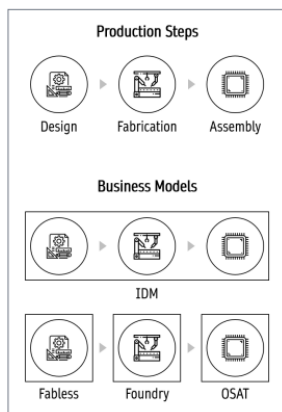 Production Steps
Design Fabrication Assembly
Business Models
IDM
Fabless Foundry OSAT